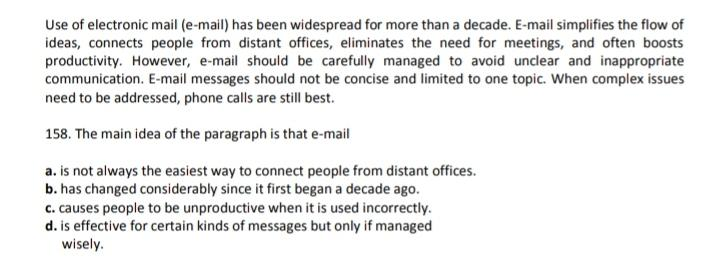 Use of electronic mail (e-mail) has been widespread for more than a decade. E-mail simplifies the flow of
ideas, connects people from distant offices, eliminates the need for meetings, and often boosts
productivity. However, e-mail should be carefully managed to avoid unclear and inappropriate
communication. E-mail messages should not be concise and limited to one topic. When complex issues
need to be addressed, phone calls are still best.
158. The main idea of the paragraph is that e-mail
a. is not always the easiest way to connect people from distant offices.
b. has changed considerably since it first began a decade ago.
c. causes people to be unproductive when it is used incorrectly.
d. is effective for certain kinds of messages but only if managed
wisely.